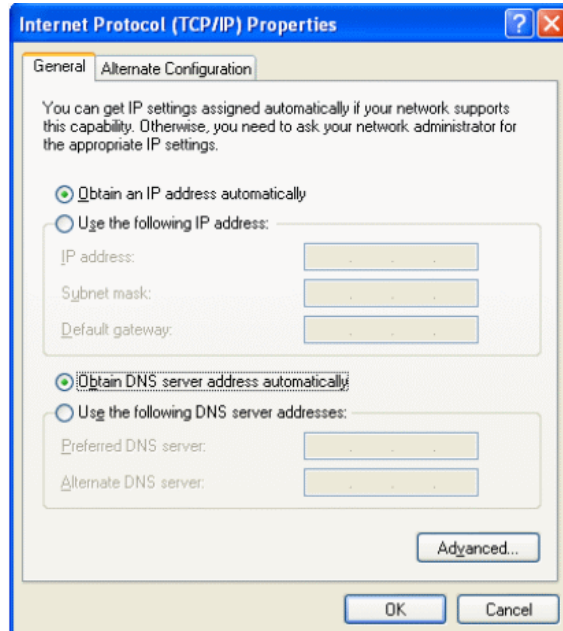 Internet Protocol (TCP/IP) Properties
General Alternate Configuration
You can get IP settings assigned automatically if your network supports
this capability. Otherwise, you need to ask your network administrator for
the appropriate IP settings.
Obtain an IP address automatically
Use the following IP address:
IP address:
Subnet mask:
Default gateway:
Obtain DNS server address automatically
Use the following DNS server addresses:
Preferred DNS server:
Alternate DNS server:
Advanced...
OK Cancel